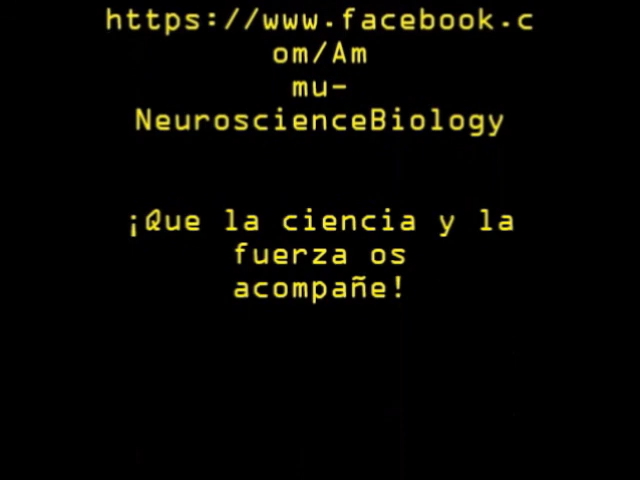 https://www.facebook.c
om/Am
mu-
NeuroscienceBiology
¡Que la ciencia y la
fuerza os
acompañe!